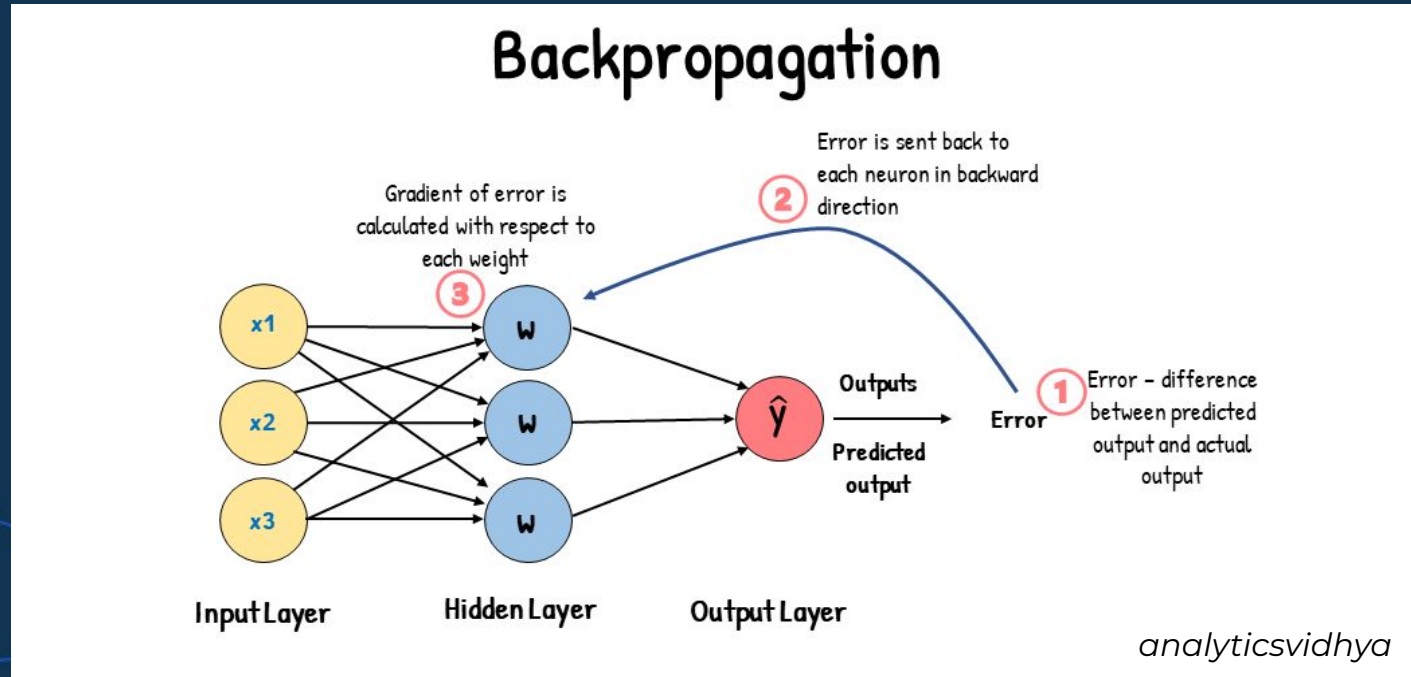 Backpropagation
Error is sent back to
each neuron in backward
direction
2
Gradient of error is
calculated with respect to
each weight
3
x1
w
x2
w
x3
w
ŷ
Outputs
Predicted
output
Error
1
Error - difference
between predicted
output and actual
output
Input Layer
Hidden Layer
Output Layer
analyticsvidhya